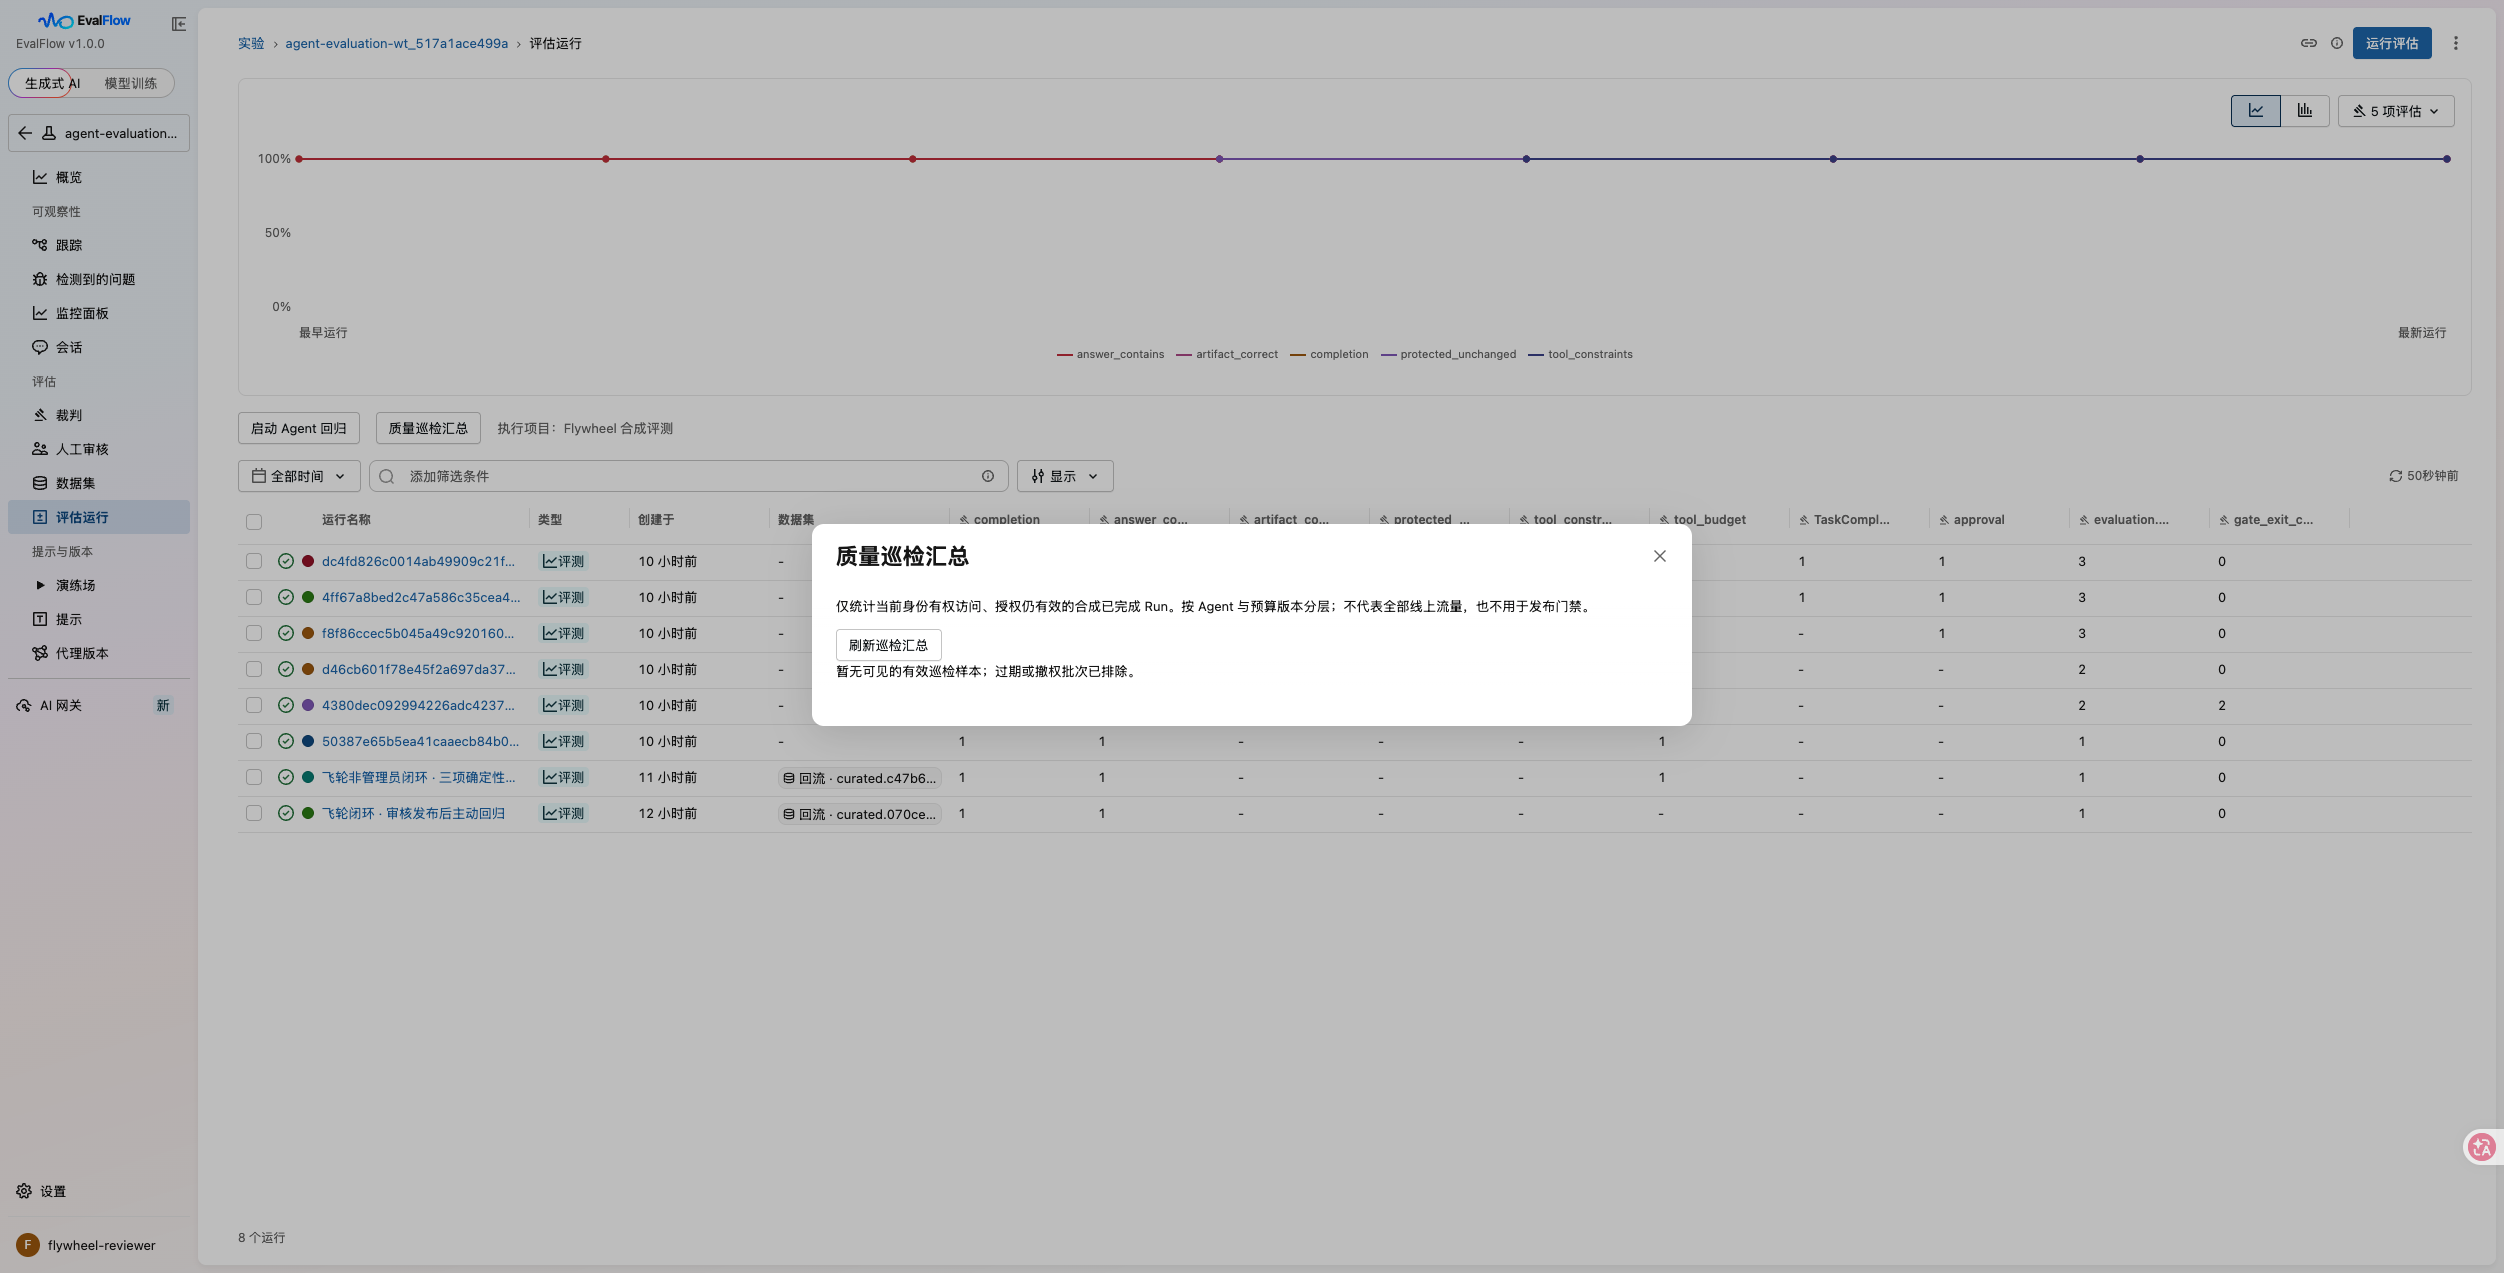 EvalFlow
EvalFlow v1.0.0
生成式 AI
模型训练
agent-evaluation...
概览
可观察性
跟踪
检测到的问题
监控面板
会话
评估
裁判
人工审核
数据集
评估运行
提示与版本
演练场
提示
代理版本
AI 网关
新
设置
F
flywheel-reviewer
实验 › agent-evaluation-wt_517a1ace499a › 评估运行
运行评估
5 项评估
100%
50%
0%
最早运行
最新运行
answer_contains artifact_correct completion protected_unchanged tool_constraints
启动 Agent 回归
质量巡检汇总
执行项目：Flywheel 合成评测
全部时间
添加筛选条件
显示
50秒钟前
运行名称 类型 创建于 数据集 completion answer_co... artifact_co... protected_... tool_constr... tool_budget TaskCompl... approval evaluation.... gate_exit_c...
dc4fd826c0014ab49909c21f... 评测 10 小时前 - 1 1 3 0
4ff67a8bed2c47a586c35cea4... 评测 10 小时前 - 1 1 3 0
f8f86ccec5b045a49c920160... 评测 10 小时前 - - 1 3 0
d46cb601f78e45f2a697da37... 评测 10 小时前 - - - 2 0
4380dec092994226adc4237... 评测 10 小时前 - - - 2 2
50387e65b5ea41caaecb84b0... 评测 10 小时前 - 1 1 - - - 1 - - 1 0
飞轮非管理员闭环 · 三项确定性... 评测 11 小时前 回流 · curated.c47b6... 1 1 - - - 1 - - 1 0
飞轮闭环 · 审核发布后主动回归 评测 12 小时前 回流 · curated.070ce... 1 1 - - - - - - 1 0
8 个运行
质量巡检汇总
仅统计当前身份有权访问、授权仍有效的合成已完成 Run。按 Agent 与预算版本分层；不代表全部线上流量，也不用于发布门禁。
刷新巡检汇总
暂无可见的有效巡检样本；过期或撤权批次已排除。